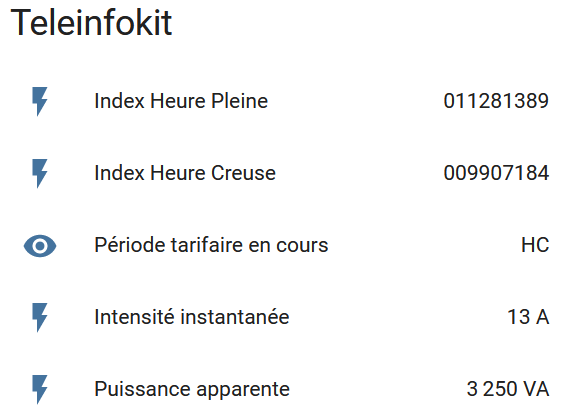 Teleinfokit
Index Heure Pleine 011281389
Index Heure Creuse 009907184
Période tarifaire en cours HC
Intensité instantanée 13 A
Puissance apparente 3 250 VA